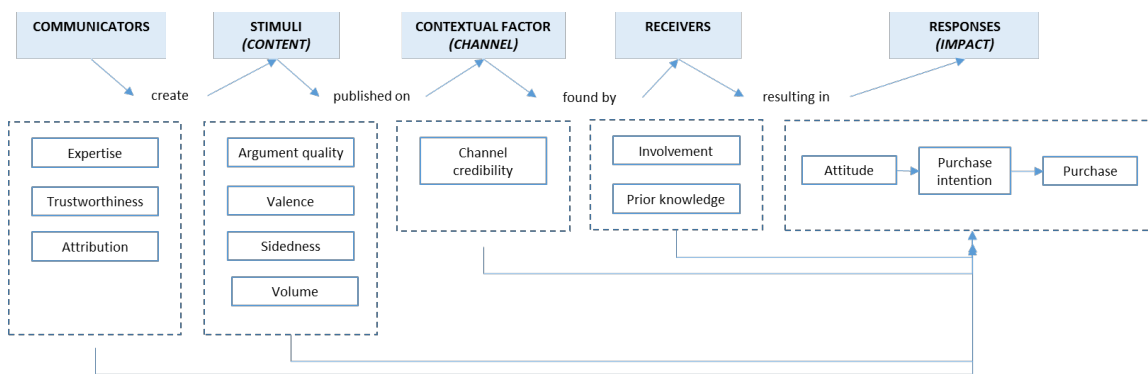 COMMUNICATORS
STIMULI
(CONTENT)
CONTEXTUAL FACTOR
(CHANNEL)
RECEIVERS
RESPONSES
(IMPACT)
create
published on
found by
resulting in
Expertise
Trustworthiness
Attribution
Argument quality
Valence
Sidedness
Volume
Channel
credibility
Involvement
Prior knowledge
Attitude
Purchase
intention
Purchase